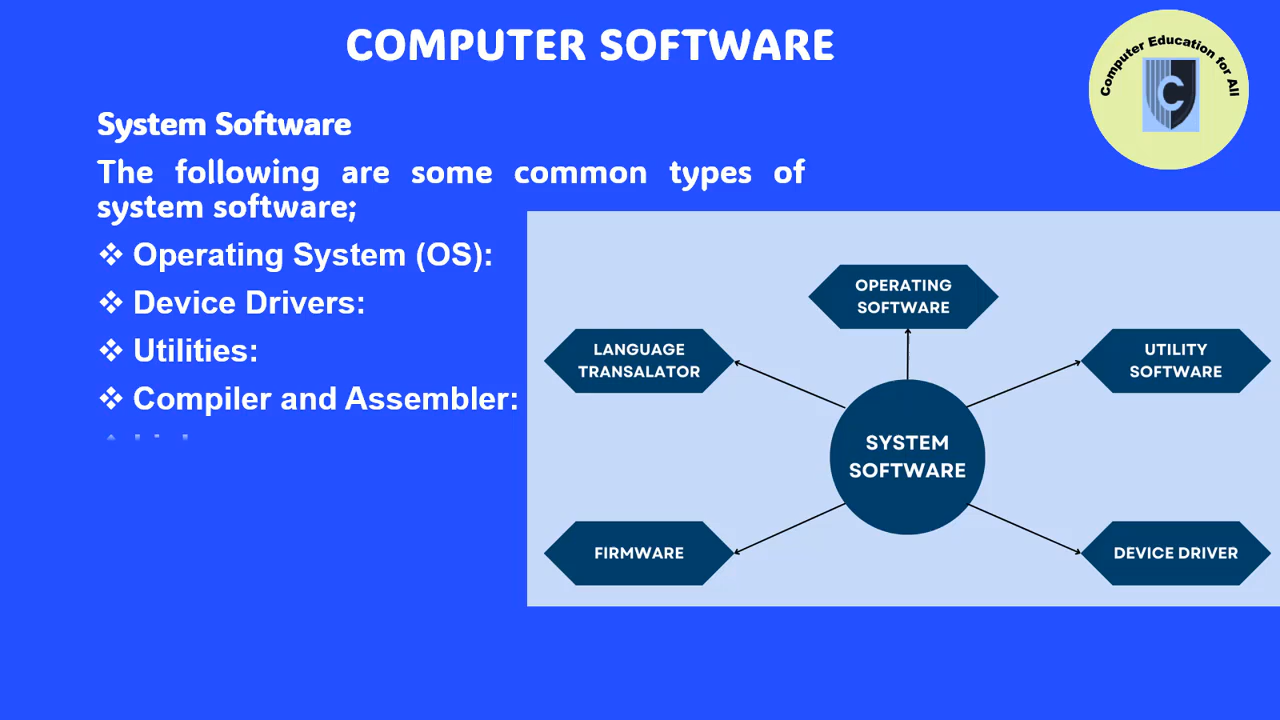 COMPUTER SOFTWARE
Computer Education for All
C
System Software
The following are some common types of
system software;
❖ Operating System (OS):
❖ Device Drivers:
❖ Utilities:
❖ Compiler and Assembler:
OPERATING
SOFTWARE
LANGUAGE
TRANSALATOR
UTILITY
SOFTWARE
SYSTEM
SOFTWARE
FIRMWARE
DEVICE DRIVER